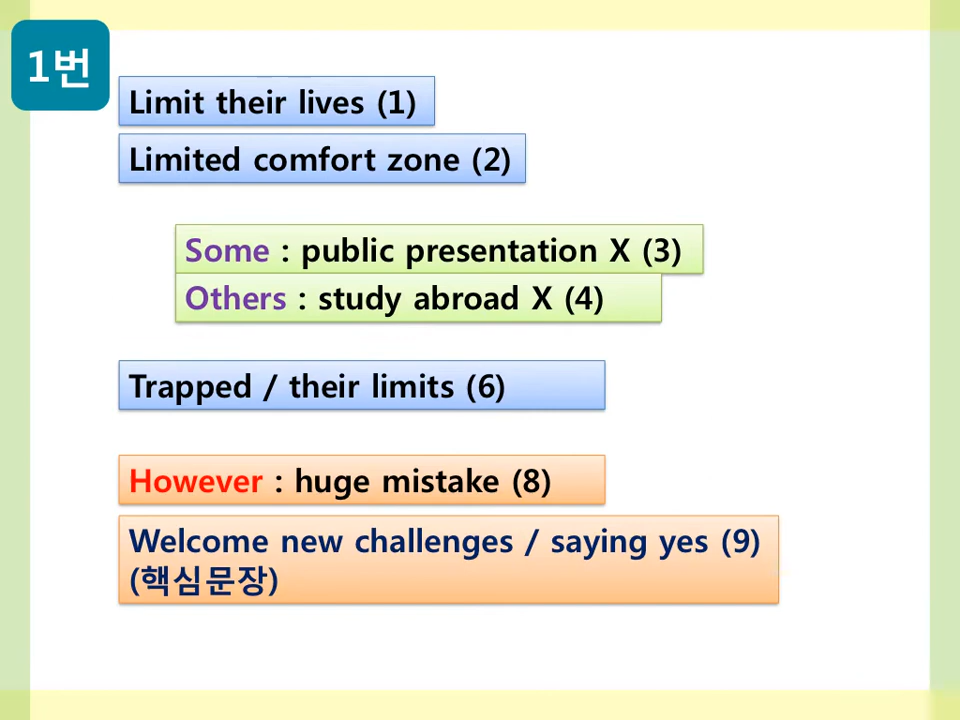 1번
Limit their lives (1)
Limited comfort zone (2)
Some : public presentation X (3)
Others : study abroad X (4)
Trapped / their limits (6)
However : huge mistake (8)
Welcome new challenges / saying yes (9)
(핵심문장)